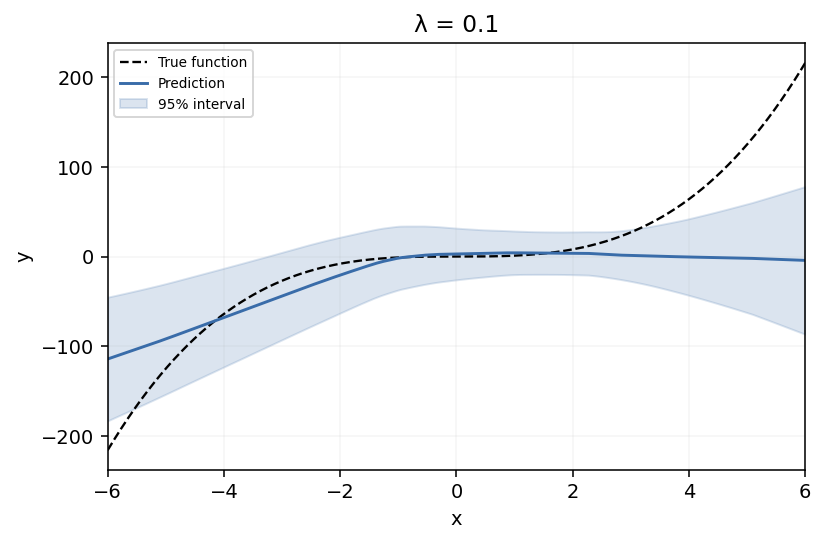 λ = 0.1
True function
Prediction
95% interval
200
100
0
−100
−200
y
−6
−4
−2
0
2
4
6
x